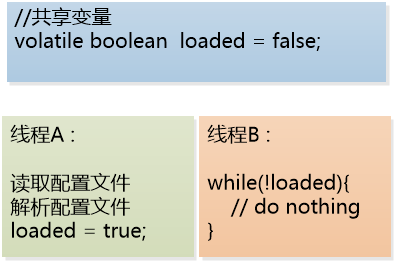 //共享变量
volatile boolean  loaded = false;
线程A：
读取配置文件
解析配置文件
loaded = true;
线程B：
while(!loaded){
    // do nothing
}